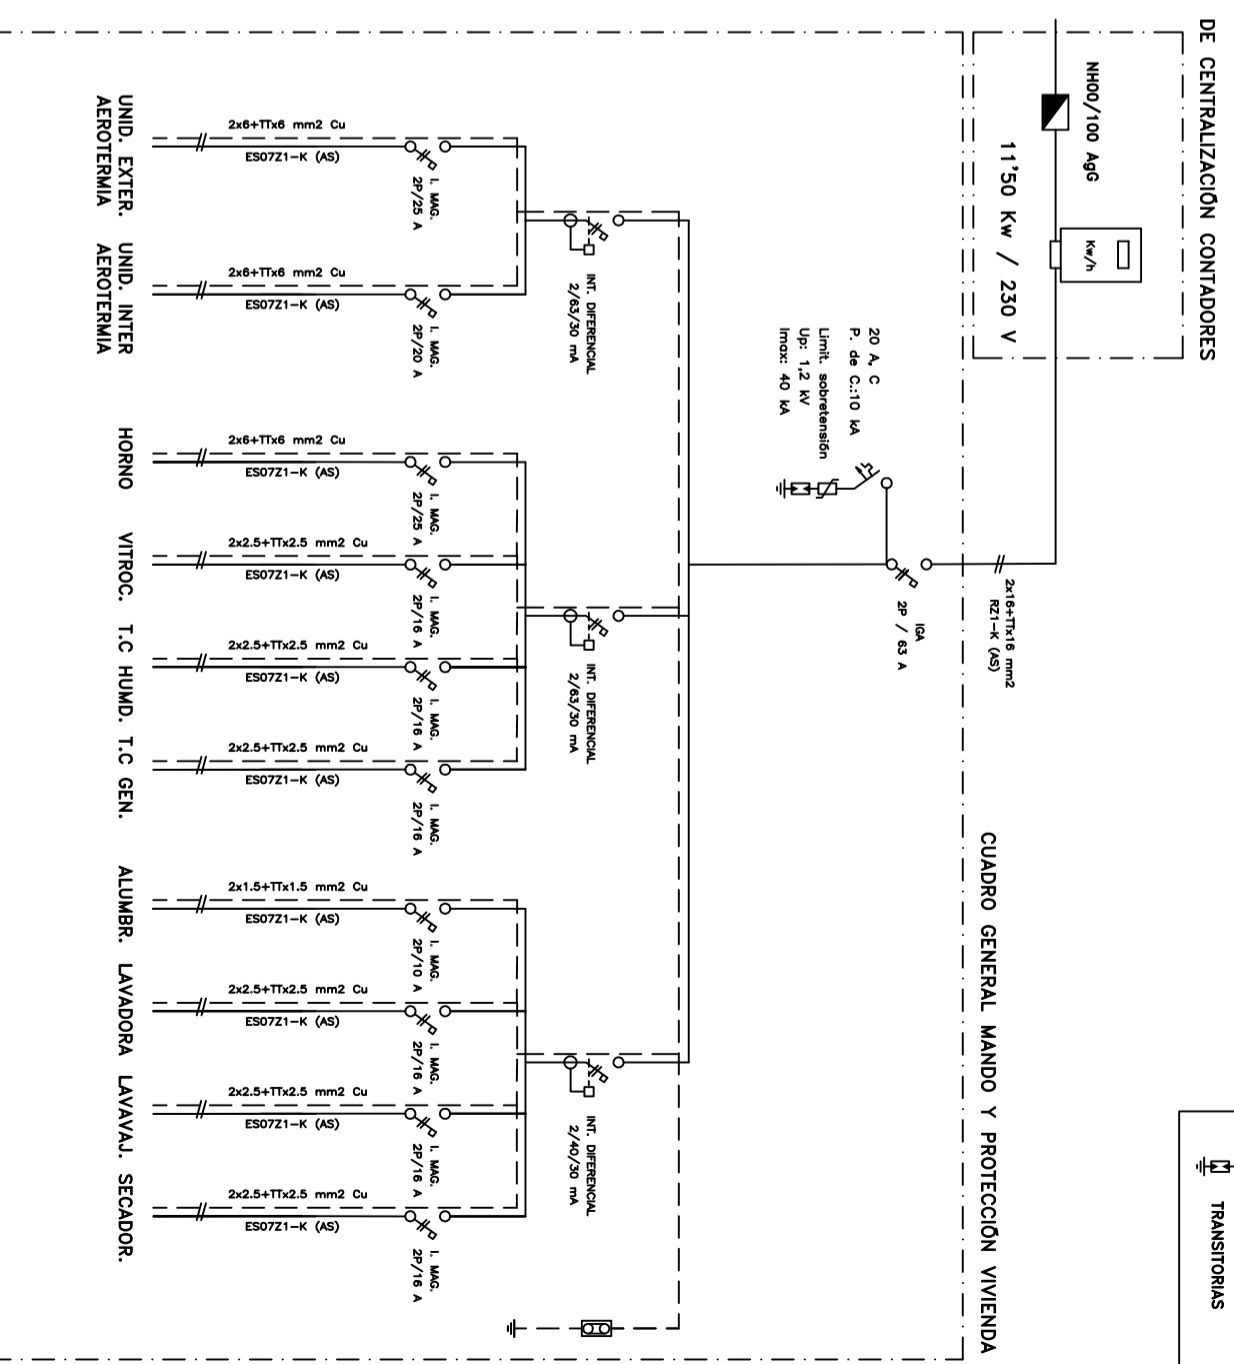 DE CENTRALIZACIÓN CONTADORES
NH00/100 AgG
Kw/h
11'50 Kw / 230 V
2x16+TTx16 mm2
RZ1-K (AS)
CUADRO GENERAL MANDO Y PROTECCIÓN VIVIENDA
TRANSITORIAS
IGA
2P / 63 A
20 A, C
P. de C.:10 kA
Limit. sobretensión
Up: 1,2 kV
Imax: 40 kA
INT. DIFERENCIAL
2/63/30 mA
INT. DIFERENCIAL
2/63/30 mA
INT. DIFERENCIAL
2/40/30 mA
I. MAG.
2P/25 A
I. MAG.
2P/20 A
I. MAG.
2P/25 A
I. MAG.
2P/16 A
I. MAG.
2P/16 A
I. MAG.
2P/16 A
I. MAG.
2P/10 A
I. MAG.
2P/16 A
I. MAG.
2P/16 A
I. MAG.
2P/16 A
2x6+TTx6 mm2 Cu
ES07Z1-K (AS)
2x6+TTx6 mm2 Cu
ES07Z1-K (AS)
2x6+TTx6 mm2 Cu
ES07Z1-K (AS)
2x2.5+TTx2.5 mm2 Cu
ES07Z1-K (AS)
2x2.5+TTx2.5 mm2 Cu
ES07Z1-K (AS)
2x2.5+TTx2.5 mm2 Cu
ES07Z1-K (AS)
2x1.5+TTx1.5 mm2 Cu
ES07Z1-K (AS)
2x2.5+TTx2.5 mm2 Cu
ES07Z1-K (AS)
2x2.5+TTx2.5 mm2 Cu
ES07Z1-K (AS)
2x2.5+TTx2.5 mm2 Cu
ES07Z1-K (AS)
UNID. EXTER.
AEROTERMIA
UNID. INTER
AEROTERMIA
HORNO
VITROC.
T.C HUMD.
T.C GEN.
ALUMBR.
LAVADORA
LAVAVAJ.
SECADOR.